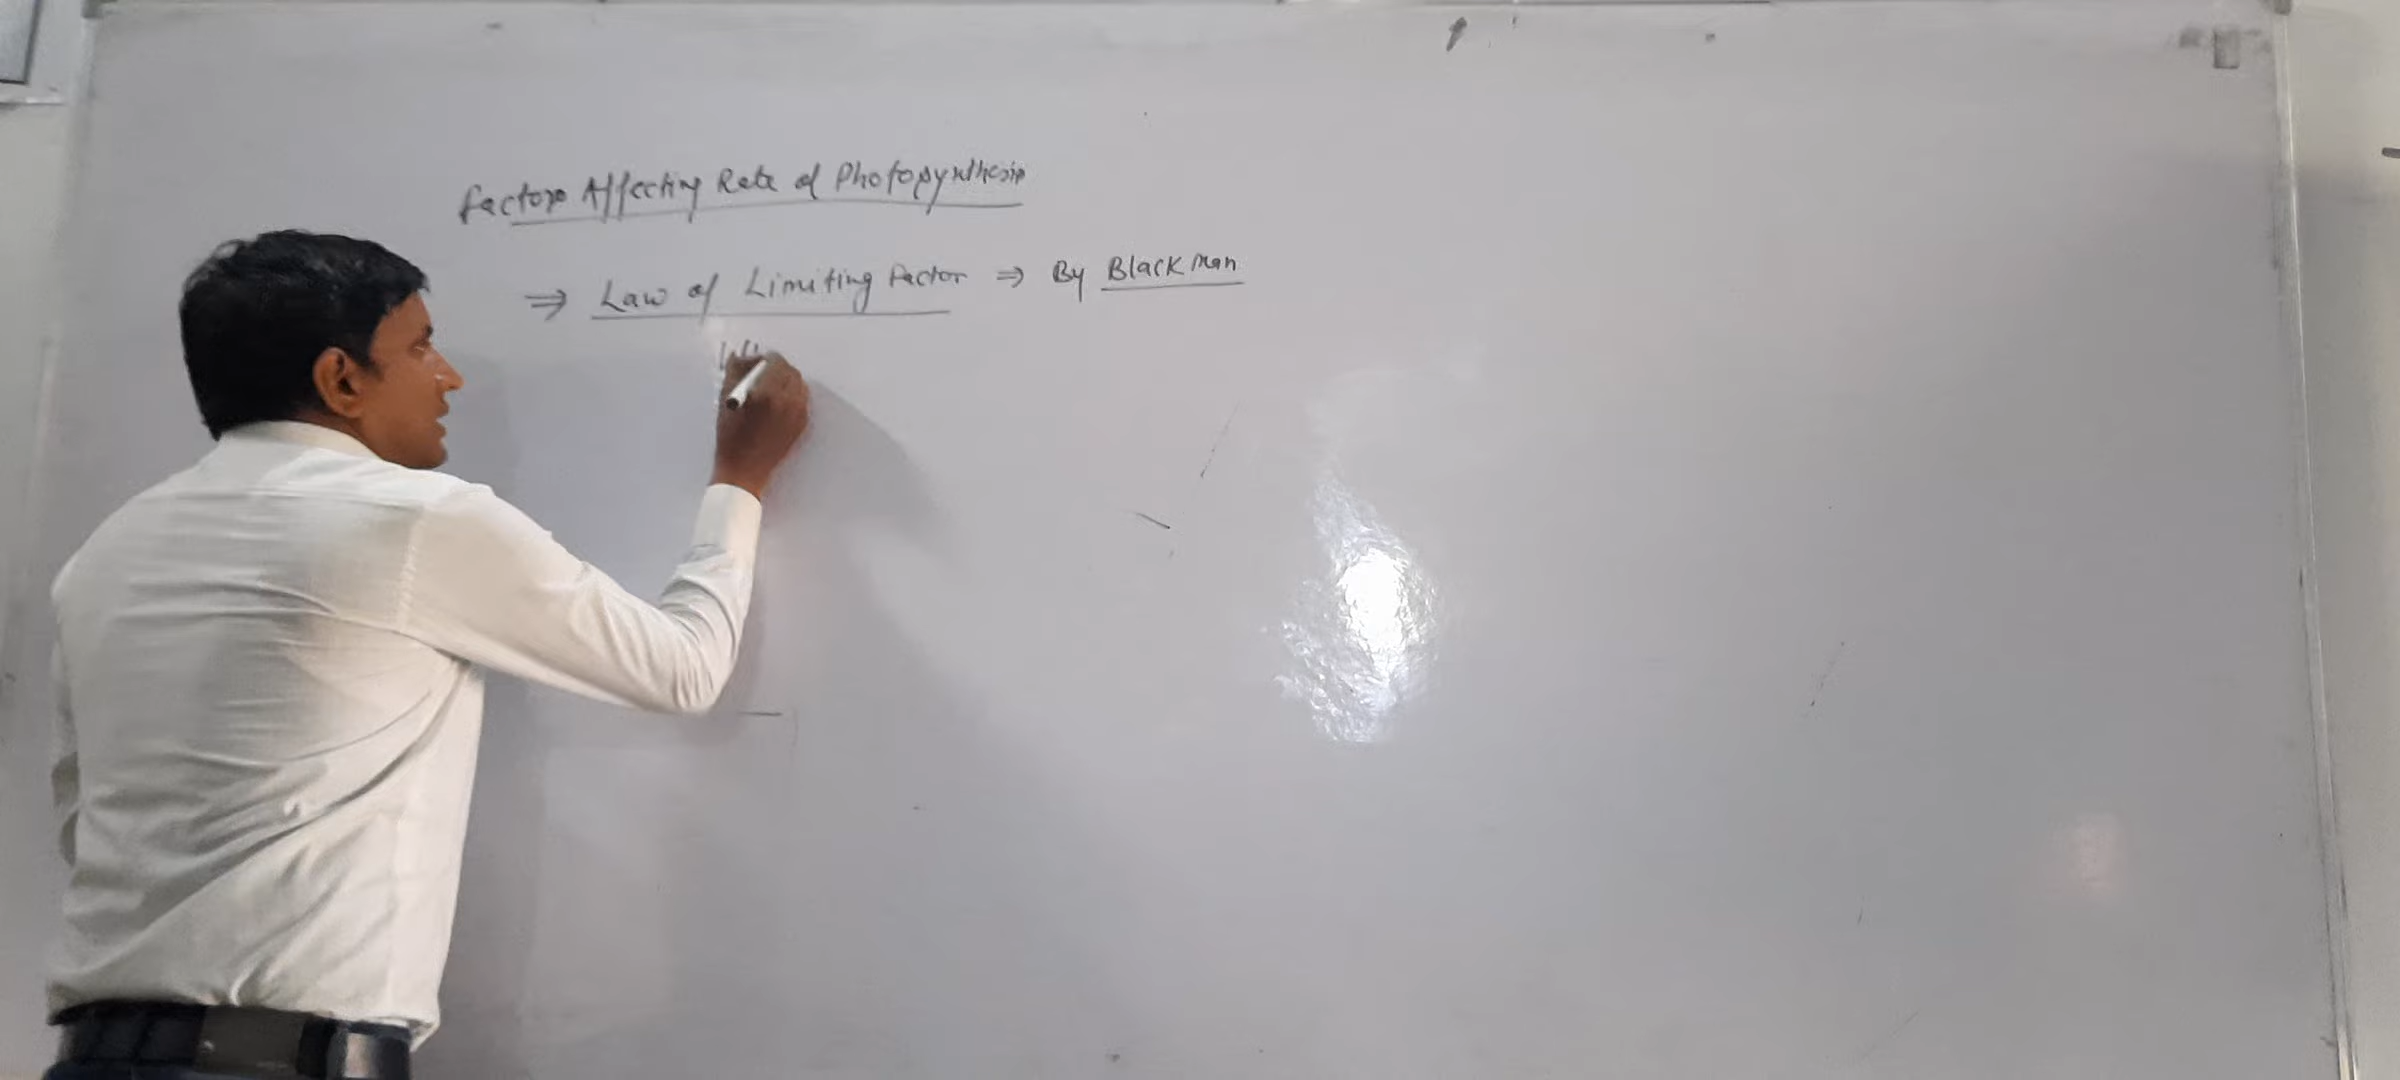 Factors Affecting Rate of Photosynthesis
⇒ Law of Limiting Factor ⇒ By Blackman